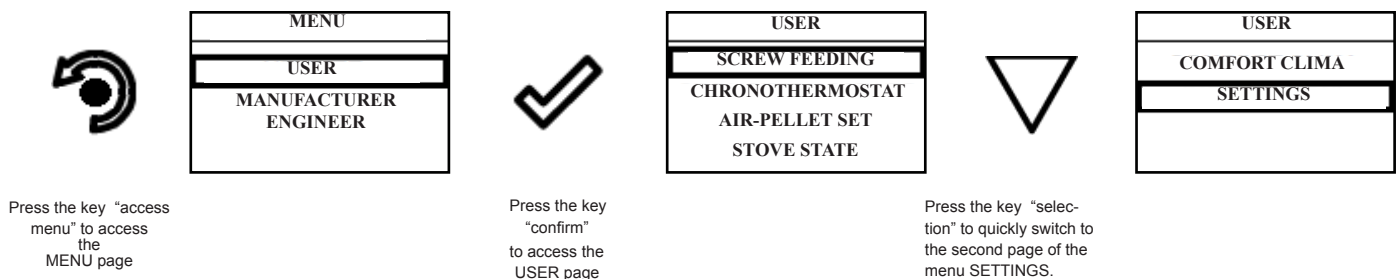 MENU
USER
MANUFACTURER
ENGINEER
USER
SCREW FEEDING
CHRONOTHERMOSTAT
AIR-PELLET SET
STOVE STATE
USER
COMFORT CLIMA
SETTINGS
Press the key "access
menu" to access
the
MENU page
Press the key
"confirm"
to access the
USER page
Press the key "selec-
tion" to quickly switch to
the second page of the
menu SETTINGS.